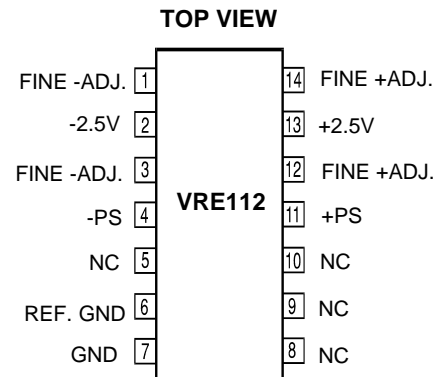 TOP VIEW
FINE -ADJ. 1 14 FINE +ADJ.
-2.5V 2 13 +2.5V
FINE -ADJ. 3 12 FINE +ADJ.
VRE112
-PS 4 11 +PS
NC 5 10 NC
REF. GND 6 9 NC
GND 7 8 NC